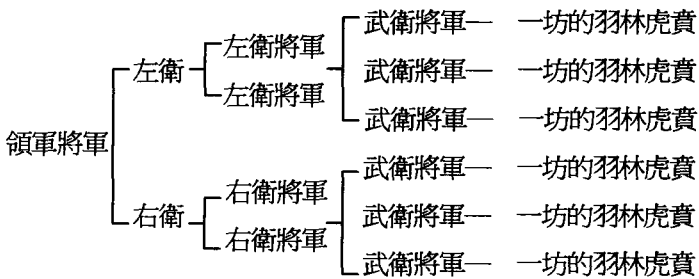 武衛將軍— 一坊的羽林虎賁
左衛將軍
左衛 武衛將軍— 一坊的羽林虎賁
左衛將軍
武衛將軍— 一坊的羽林虎賁
領軍將軍
武衛將軍— 一坊的羽林虎賁
右衛將軍
右衛 武衛將軍— 一坊的羽林虎賁
右衛將軍
武衛將軍— 一坊的羽林虎賁